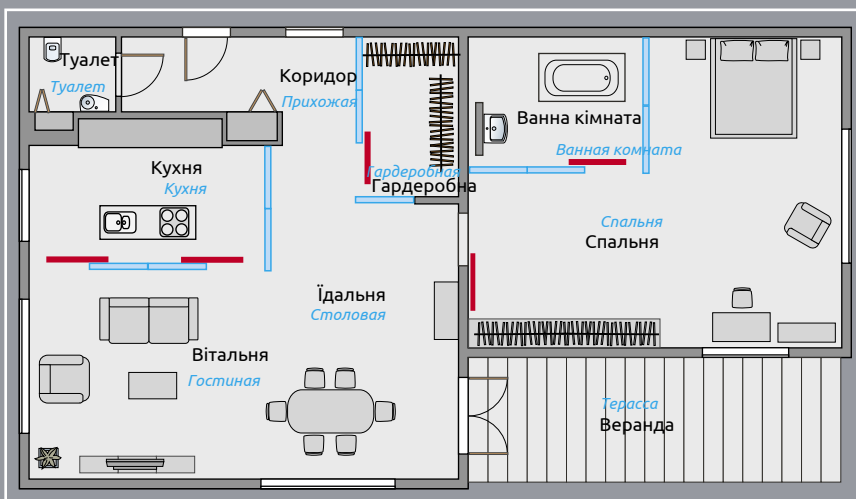 Туалет
Туалет
Коридор
Прихожая
Ванна кімната
Ванная комната
Кухня
Кухня
Гардеробная
Гардеробна
Спальня
Спальня
Їдальня
Столовая
Вітальня
Гостиная
Терасса
Веранда